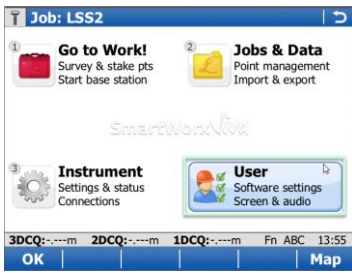 Job: LSS2
1
Go to Work!
Survey & stake pts
Start base station
2
Jobs & Data
Point management
Import & export
SmartWorx Viva
3
Instrument
Settings & status
Connections
User
Software settings
Screen & audio
3DCQ:-.---m 2DCQ:-.---m 1DCQ:-.---m Fn ABC 13:55
OK Map